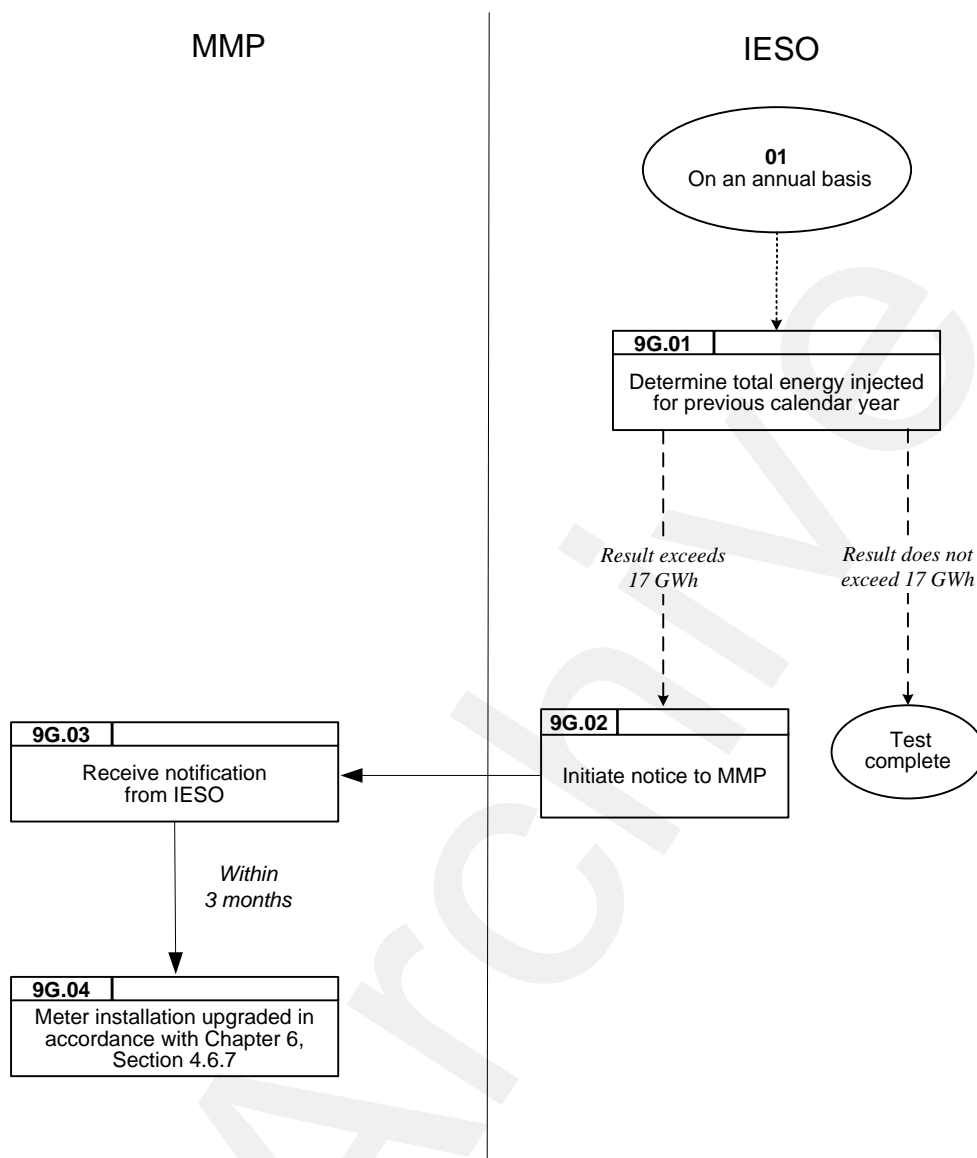 MMP
IESO
01
On an annual basis
9G.01
Determine total energy injected
for previous calendar year
Result exceeds
17 GWh
Result does not
exceed 17 GWh
9G.02
Initiate notice to MMP
Test
complete
9G.03
Receive notification
from IESO
Within
3 months
9G.04
Meter installation upgraded in
accordance with Chapter 6,
Section 4.6.7
Archive